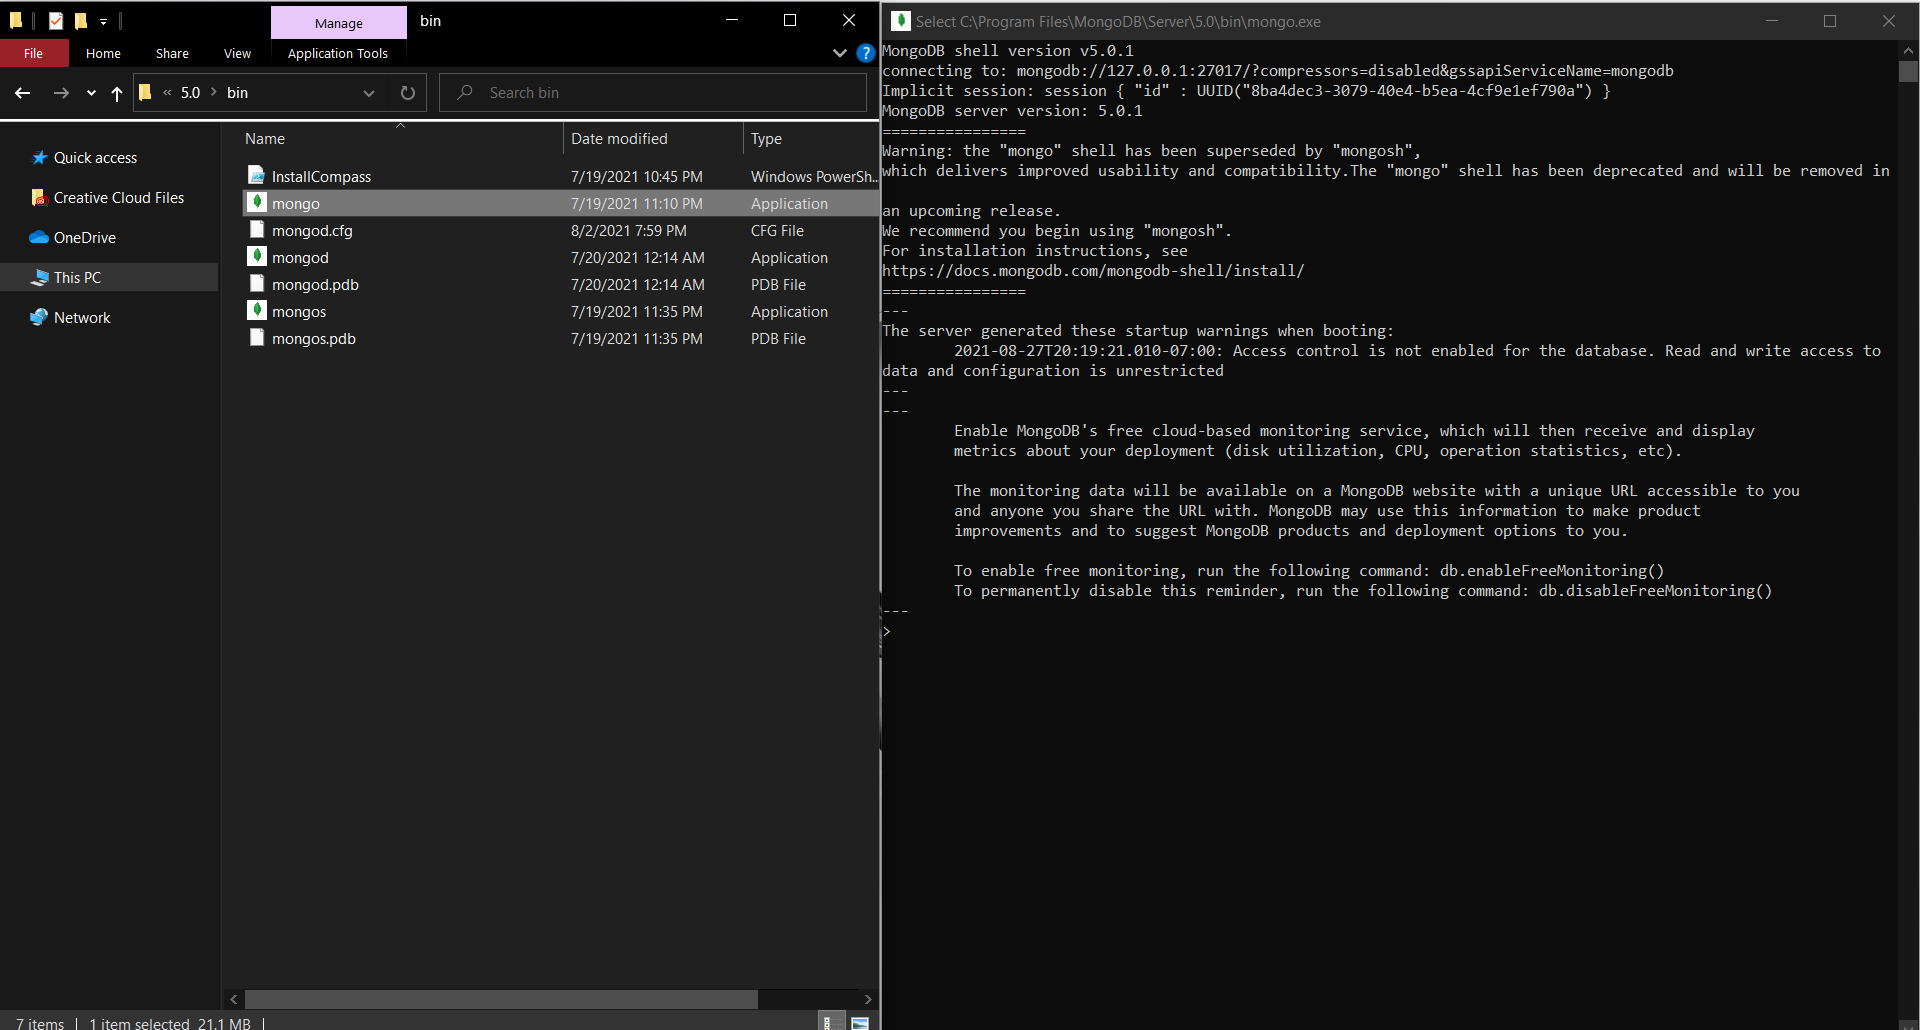 Manage
bin
File
Home
Share
View
Application Tools
« 5.0 > bin
Search bin
Name
Date modified
Type
Quick access
Creative Cloud Files
OneDrive
This PC
Network
InstallCompass 7/19/2021 10:45 PM Windows PowerSh...
mongo 7/19/2021 11:10 PM Application
mongod.cfg 8/2/2021 7:59 PM CFG File
mongod 7/20/2021 12:14 AM Application
mongod.pdb 7/20/2021 12:14 AM PDB File
mongos 7/19/2021 11:35 PM Application
mongos.pdb 7/19/2021 11:35 PM PDB File
7 items
1 item selected 21.1 MB
Select C:\Program Files\MongoDB\Server\5.0\bin\mongo.exe
MongoDB shell version v5.0.1
connecting to: mongodb://127.0.0.1:27017/?compressors=disabled&gssapiServiceName=mongodb
Implicit session: session { "id" : UUID("8ba4dec3-3079-40e4-b5ea-4cf9e1ef790a") }
MongoDB server version: 5.0.1
================
Warning: the "mongo" shell has been superseded by "mongosh",
which delivers improved usability and compatibility.The "mongo" shell has been deprecated and will be removed in
an upcoming release.
We recommend you begin using "mongosh".
For installation instructions, see
https://docs.mongodb.com/mongodb-shell/install/
================
---
The server generated these startup warnings when booting:
2021-08-27T20:19:21.010-07:00: Access control is not enabled for the database. Read and write access to
data and configuration is unrestricted
---
---
Enable MongoDB's free cloud-based monitoring service, which will then receive and display
metrics about your deployment (disk utilization, CPU, operation statistics, etc).
The monitoring data will be available on a MongoDB website with a unique URL accessible to you
and anyone you share the URL with. MongoDB may use this information to make product
improvements and to suggest MongoDB products and deployment options to you.
To enable free monitoring, run the following command: db.enableFreeMonitoring()
To permanently disable this reminder, run the following command: db.disableFreeMonitoring()
---
>